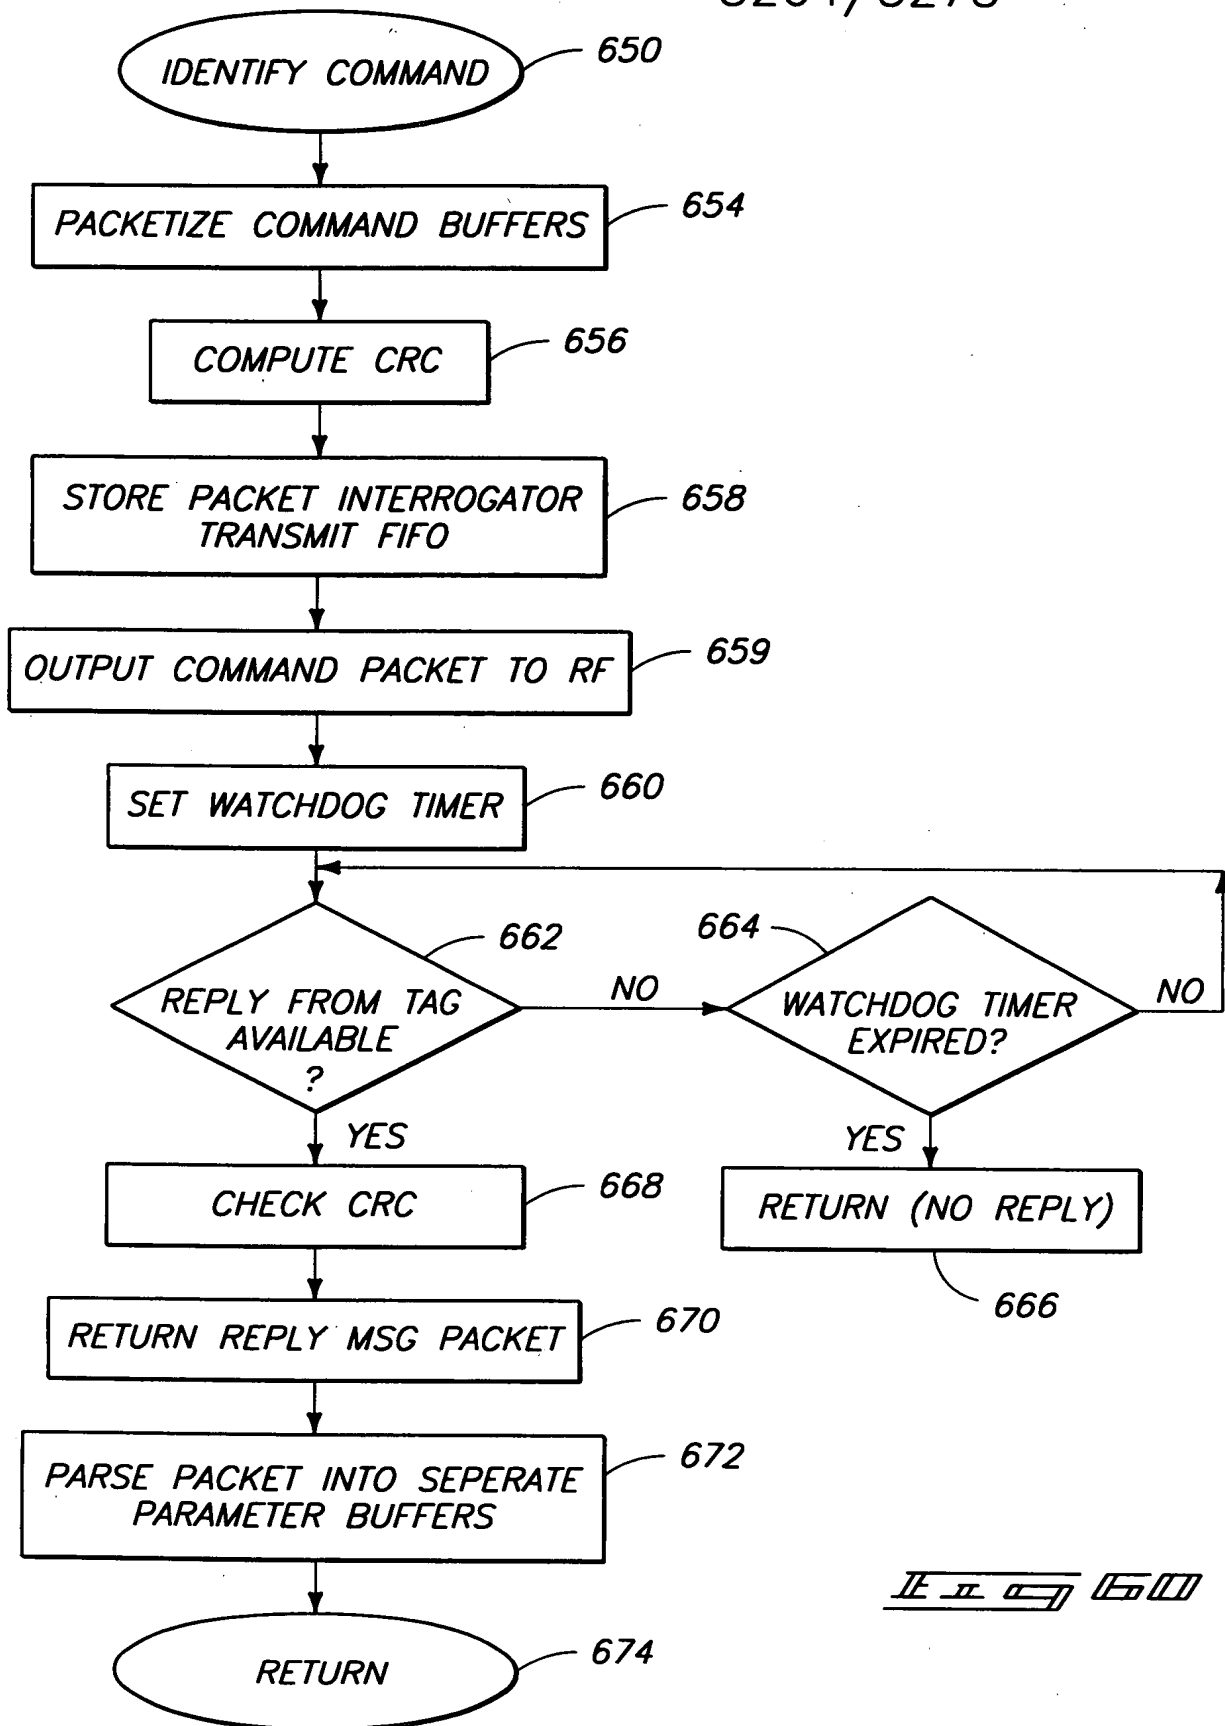 IDENTIFY COMMAND
650
PACKETIZE COMMAND BUFFERS
654
COMPUTE CRC
656
STORE PACKET INTERROGATOR
TRANSMIT FIFO
658
OUTPUT COMMAND PACKET TO RF
659
SET WATCHDOG TIMER
660
REPLY FROM TAG
AVAILABLE
?
662
NO
WATCHDOG TIMER
EXPIRED?
664
NO
YES
YES
CHECK CRC
668
RETURN (NO REPLY)
666
RETURN REPLY MSG PACKET
670
PARSE PACKET INTO SEPERATE
PARAMETER BUFFERS
672
RETURN
674
Fig 60